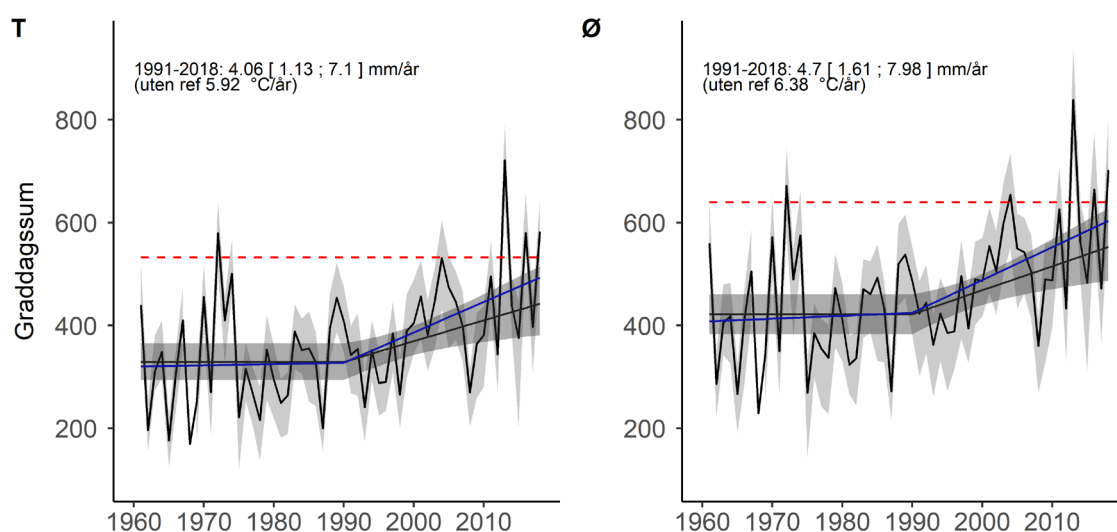 T
1991-2018: 4.06 [ 1.13 ; 7.1 ] mm/år
(uten ref 5.92 °C/år)
Graddagssum
800
600
400
200
1960 1970 1980 1990 2000 2010
Ø
1991-2018: 4.7 [ 1.61 ; 7.98 ] mm/år
(uten ref 6.38 °C/år)
800
600
400
200
1960 1970 1980 1990 2000 2010